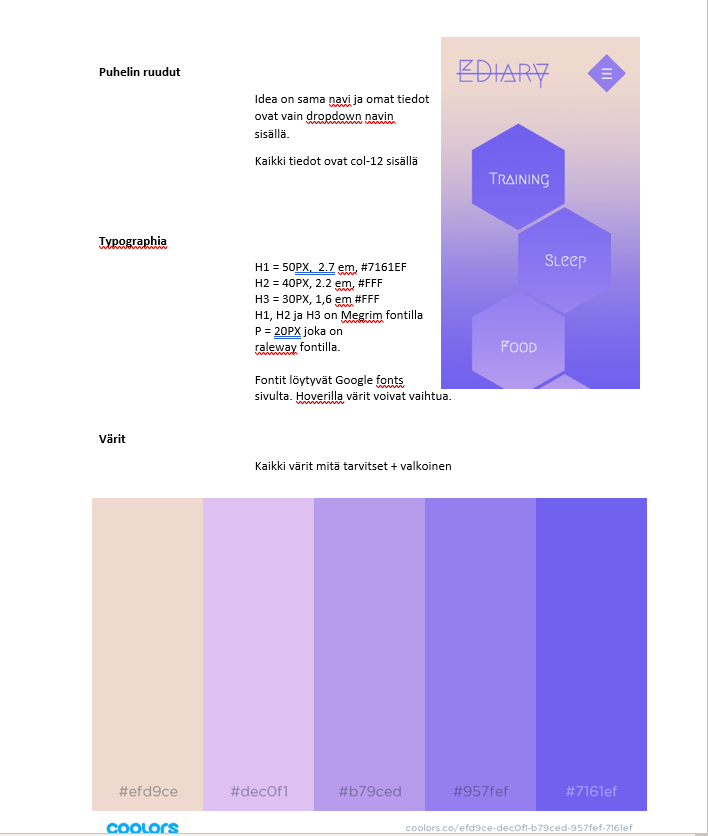 Puhelin ruudut
Idea on sama navi ja omat tiedot
ovat vain dropdown navin
sisällä.
Kaikki tiedot ovat col-12 sisällä
EDIARY
TRAINING
SLEEP
FOOD
Typographia
H1 = 50PX, 2.7 em, #7161EF
H2 = 40PX, 2.2 em, #FFF
H3 = 30PX, 1,6 em #FFF
H1, H2 ja H3 on Megrim fontilla
P = 20PX joka on
raleway fontilla.
Fontit löytyvät Google fonts
sivulta. Hoverilla värit voivat vaihtua.
Värit
Kaikki värit mitä tarvitset + valkoinen
#efd9ce
#dec0f1
#b79ced
#957fef
#7161ef
coolors
coolors.co/efd9ce-dec0f1-b79ced-957fef-7161ef